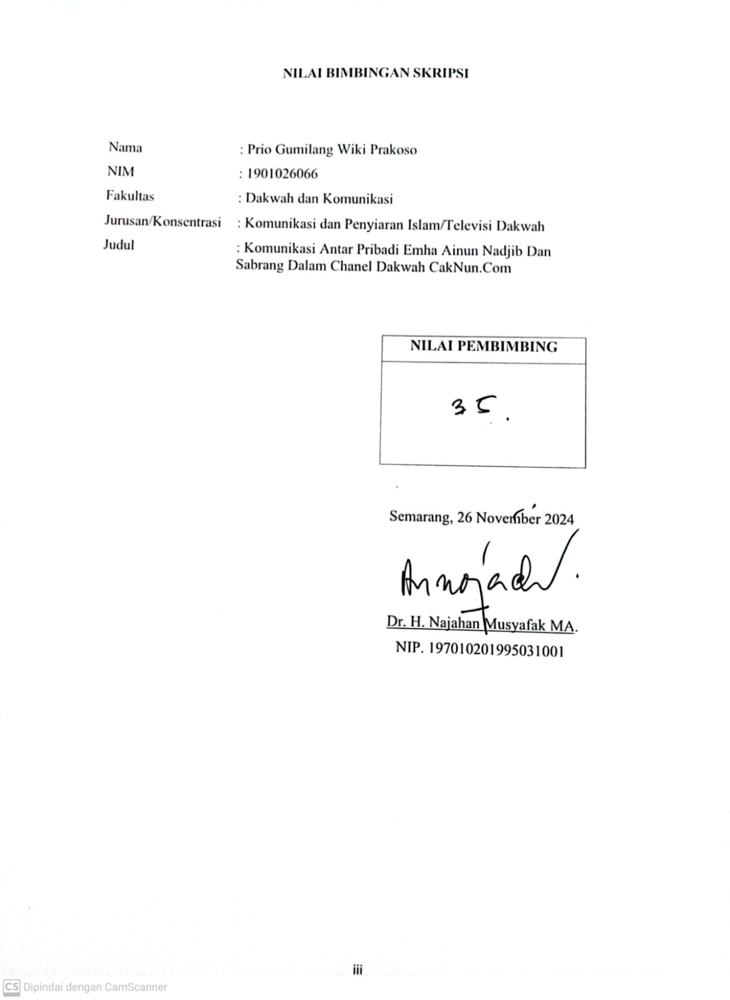 NILAI BIMBINGAN SKRIPSI
Nama : Prio Gumilang Wiki Prakoso
NIM : 1901026066
Fakultas : Dakwah dan Komunikasi
Jurusan/Konsentrasi : Komunikasi dan Penyiaran Islam/Televisi Dakwah
Judul : Komunikasi Antar Pribadi Emha Ainun Nadjib Dan
Sabrang Dalam Chanel Dakwah CakNun.Com
NILAI PEMBIMBING
35.
Semarang, 26 November 2024
Dr. H. Najahan Musyafak MA.
NIP. 197010201995031001
iii
CS Dipindai dengan CamScanner